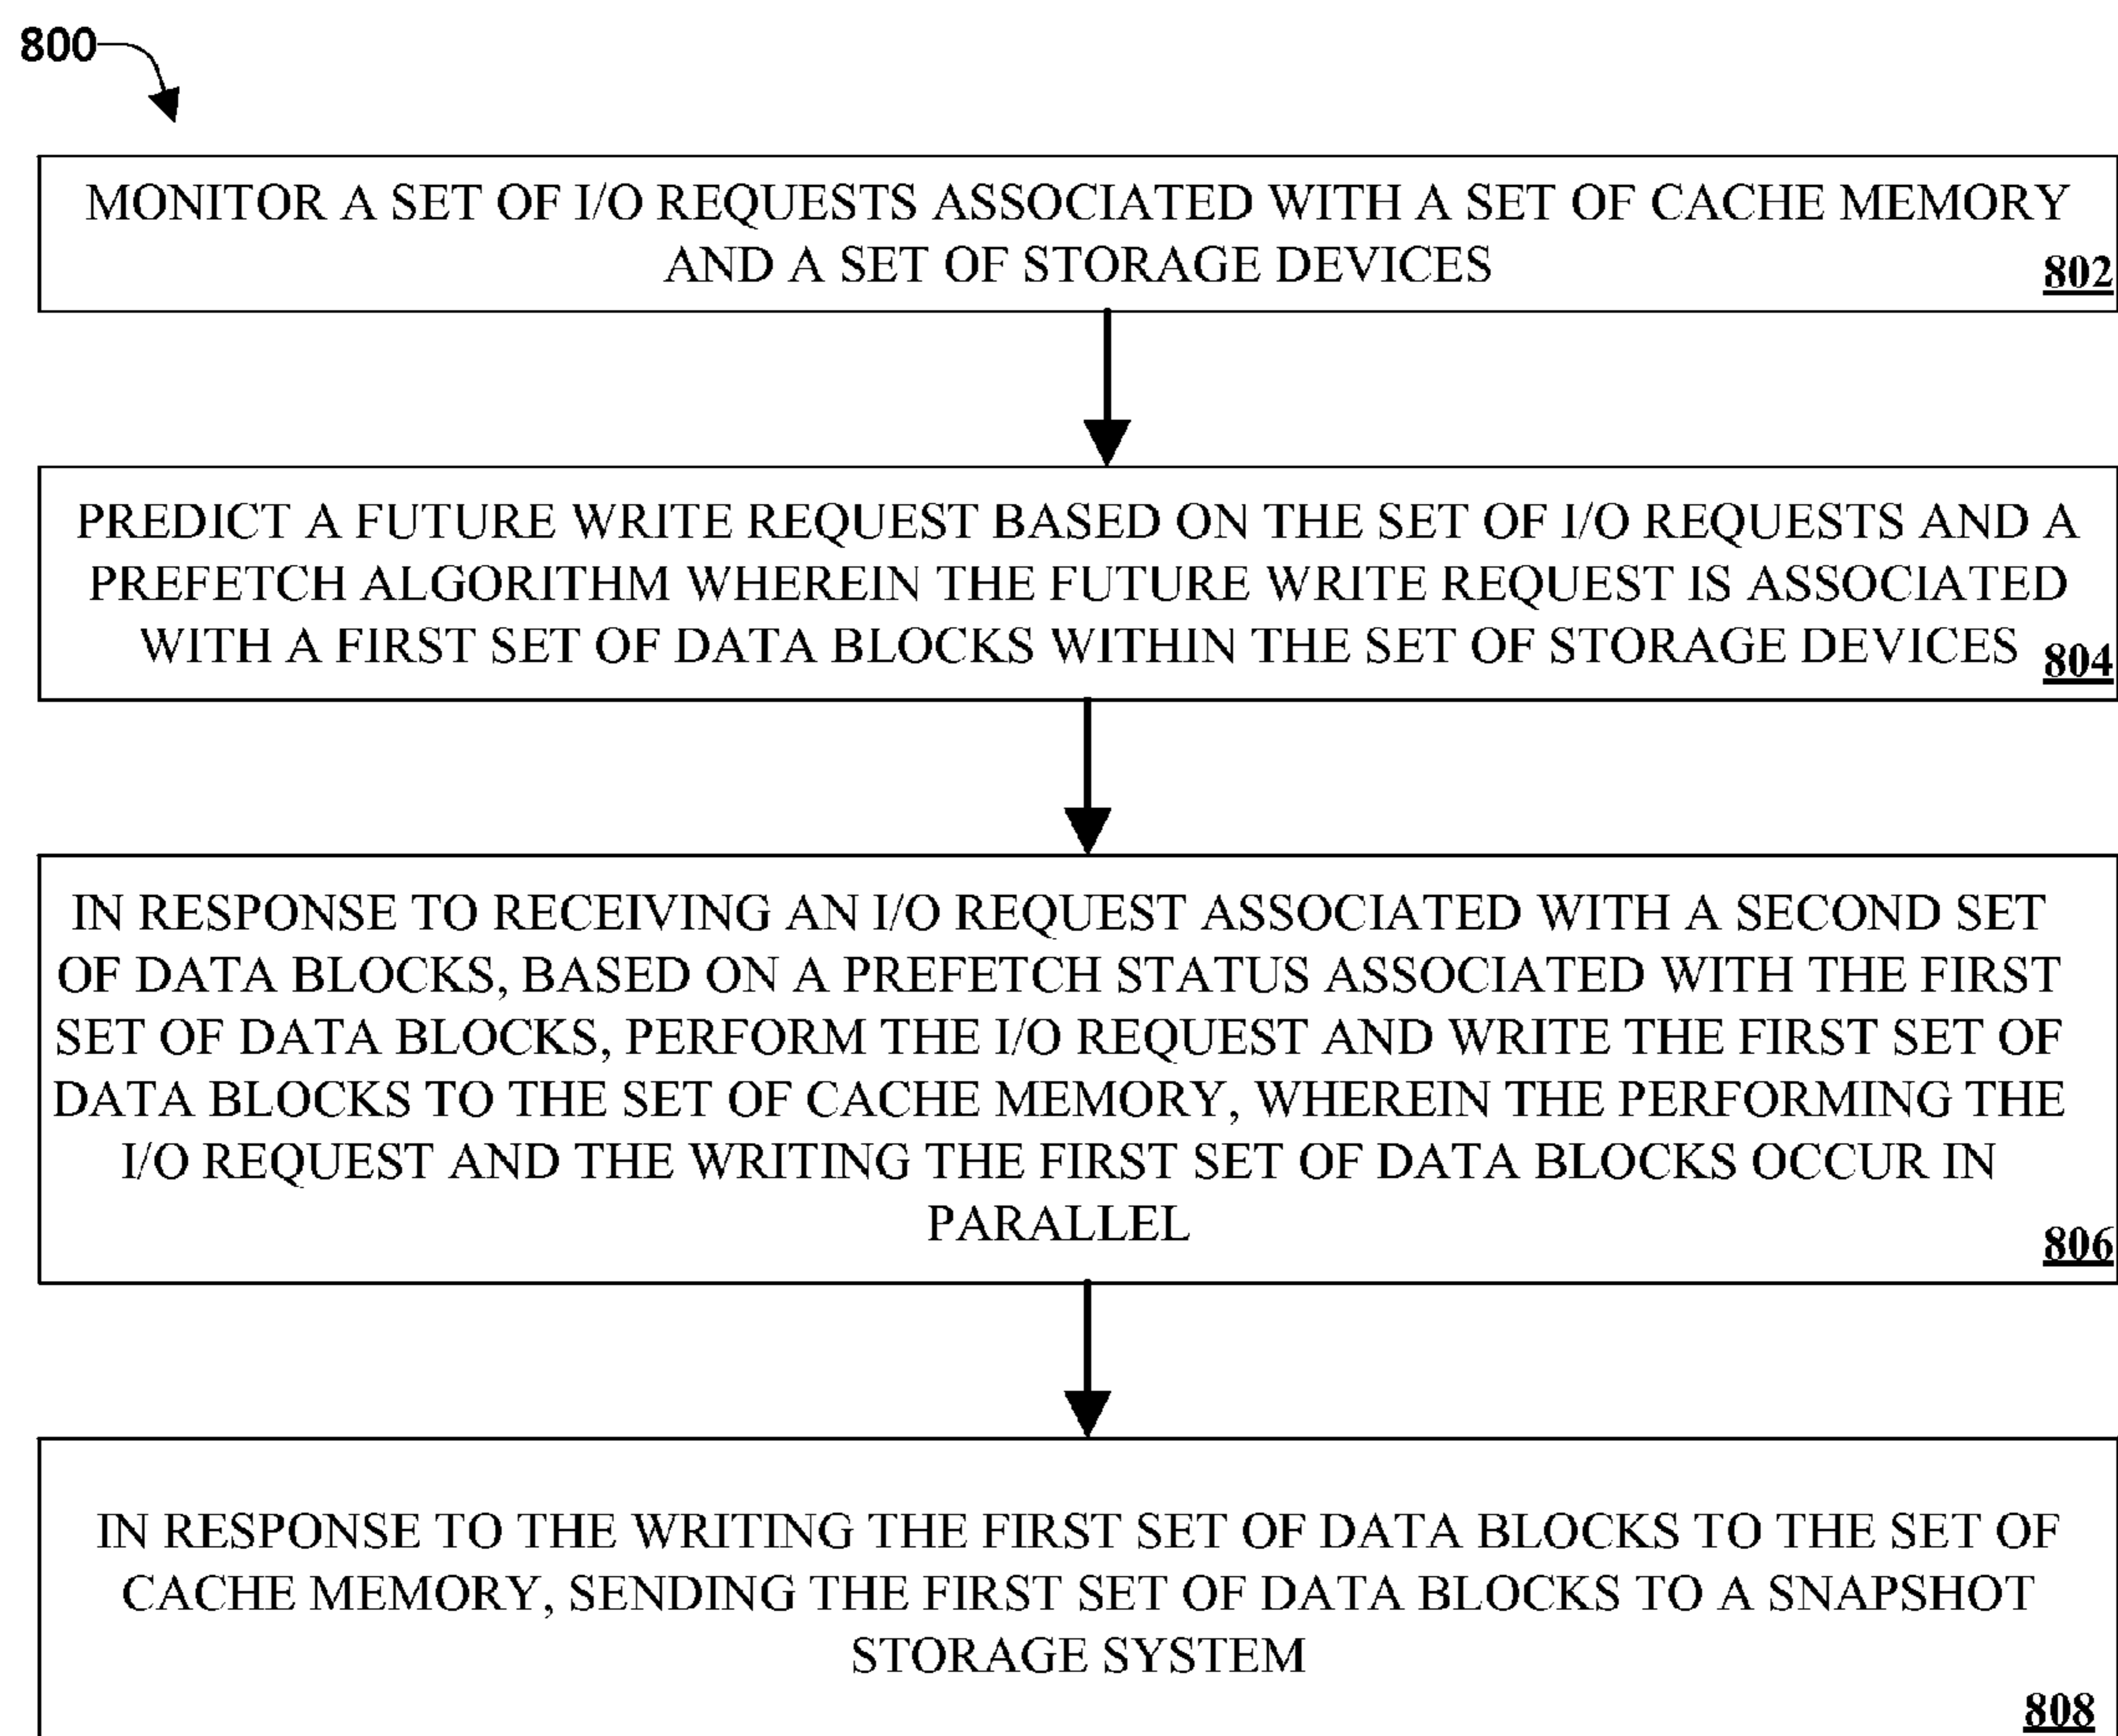 800
MONITOR A SET OF I/O REQUESTS ASSOCIATED WITH A SET OF CACHE MEMORY
AND A SET OF STORAGE DEVICES
802
PREDICT A FUTURE WRITE REQUEST BASED ON THE SET OF I/O REQUESTS AND A
PREFETCH ALGORITHM WHEREIN THE FUTURE WRITE REQUEST IS ASSOCIATED
WITH A FIRST SET OF DATA BLOCKS WITHIN THE SET OF STORAGE DEVICES
804
IN RESPONSE TO RECEIVING AN I/O REQUEST ASSOCIATED WITH A SECOND SET
OF DATA BLOCKS, BASED ON A PREFETCH STATUS ASSOCIATED WITH THE FIRST
SET OF DATA BLOCKS, PERFORM THE I/O REQUEST AND WRITE THE FIRST SET OF
DATA BLOCKS TO THE SET OF CACHE MEMORY, WHEREIN THE PERFORMING THE
I/O REQUEST AND THE WRITING THE FIRST SET OF DATA BLOCKS OCCUR IN
PARALLEL
806
IN RESPONSE TO THE WRITING THE FIRST SET OF DATA BLOCKS TO THE SET OF
CACHE MEMORY, SENDING THE FIRST SET OF DATA BLOCKS TO A SNAPSHOT
STORAGE SYSTEM
808